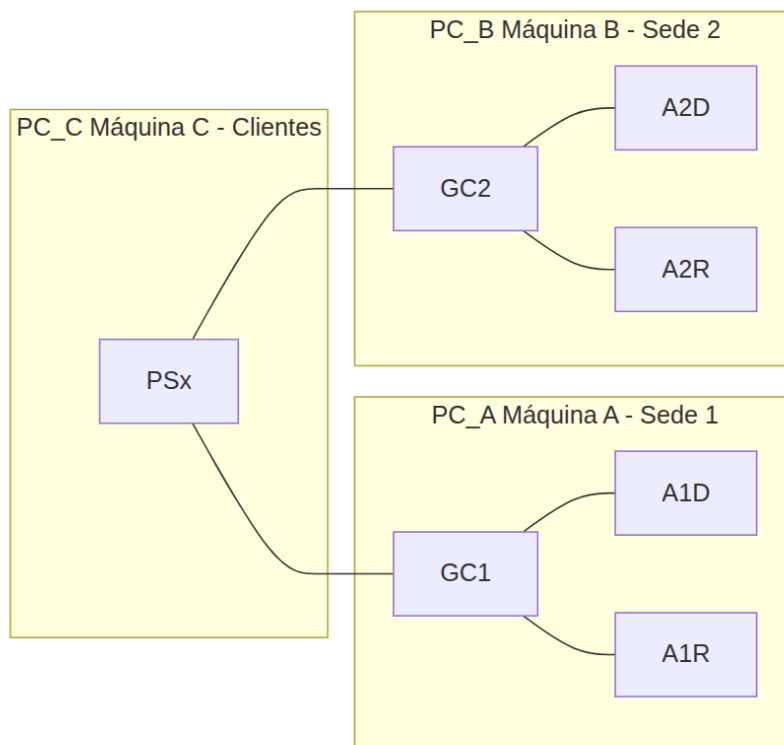 PC_C Máquina C - Clientes
PSx
PC_B Máquina B - Sede 2
GC2
A2D
A2R
PC_A Máquina A - Sede 1
GC1
A1D
A1R